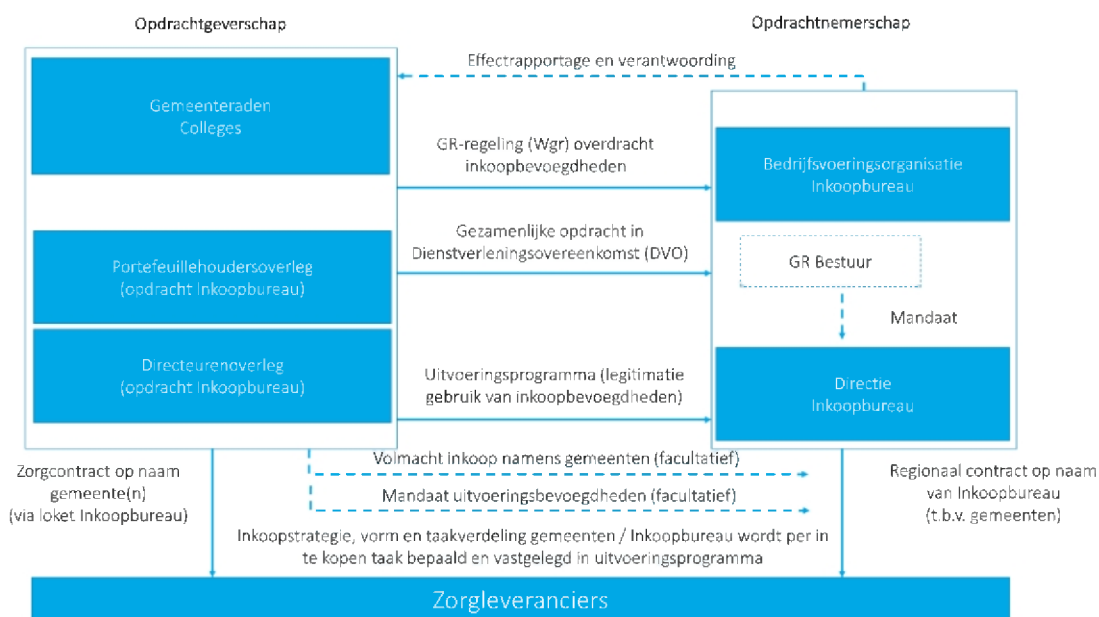 Opdrachtgeverschap
Opdrachtnemerschap
Effectrapportage en verantwoording
Gemeenteraden
Colleges
GR-regeling (Wgr) overdracht
inkoopbevoegdheden
Bedrijfsvoeringsorganisatie
Inkoopbureau
Gezamenlijke opdracht in
Dienstverleningsovereenkomst (DVO)
Portefeuillehoudersoverleg
(opdracht Inkoopbureau)
GR Bestuur
Mandaat
Directeurenoverleg
(opdracht Inkoopbureau)
Uitvoeringsprogramma (legitimatie
gebruik van inkoopbevoegdheden)
Directie
Inkoopbureau
Zorgcontract op naam
gemeente(n)
(via loket Inkoopbureau)
Volmacht inkoop namens gemeenten (facultatief)
Mandaat uitvoeringsbevoegdheden (facultatief)
Regionaal contract op naam
van Inkoopbureau
(t.b.v. gemeenten)
Inkoopstrategie, vorm en taakverdeling gemeenten / Inkoopbureau wordt per in
te kopen taak bepaald en vastgelegd in uitvoeringsprogramma
Zorgleveranciers